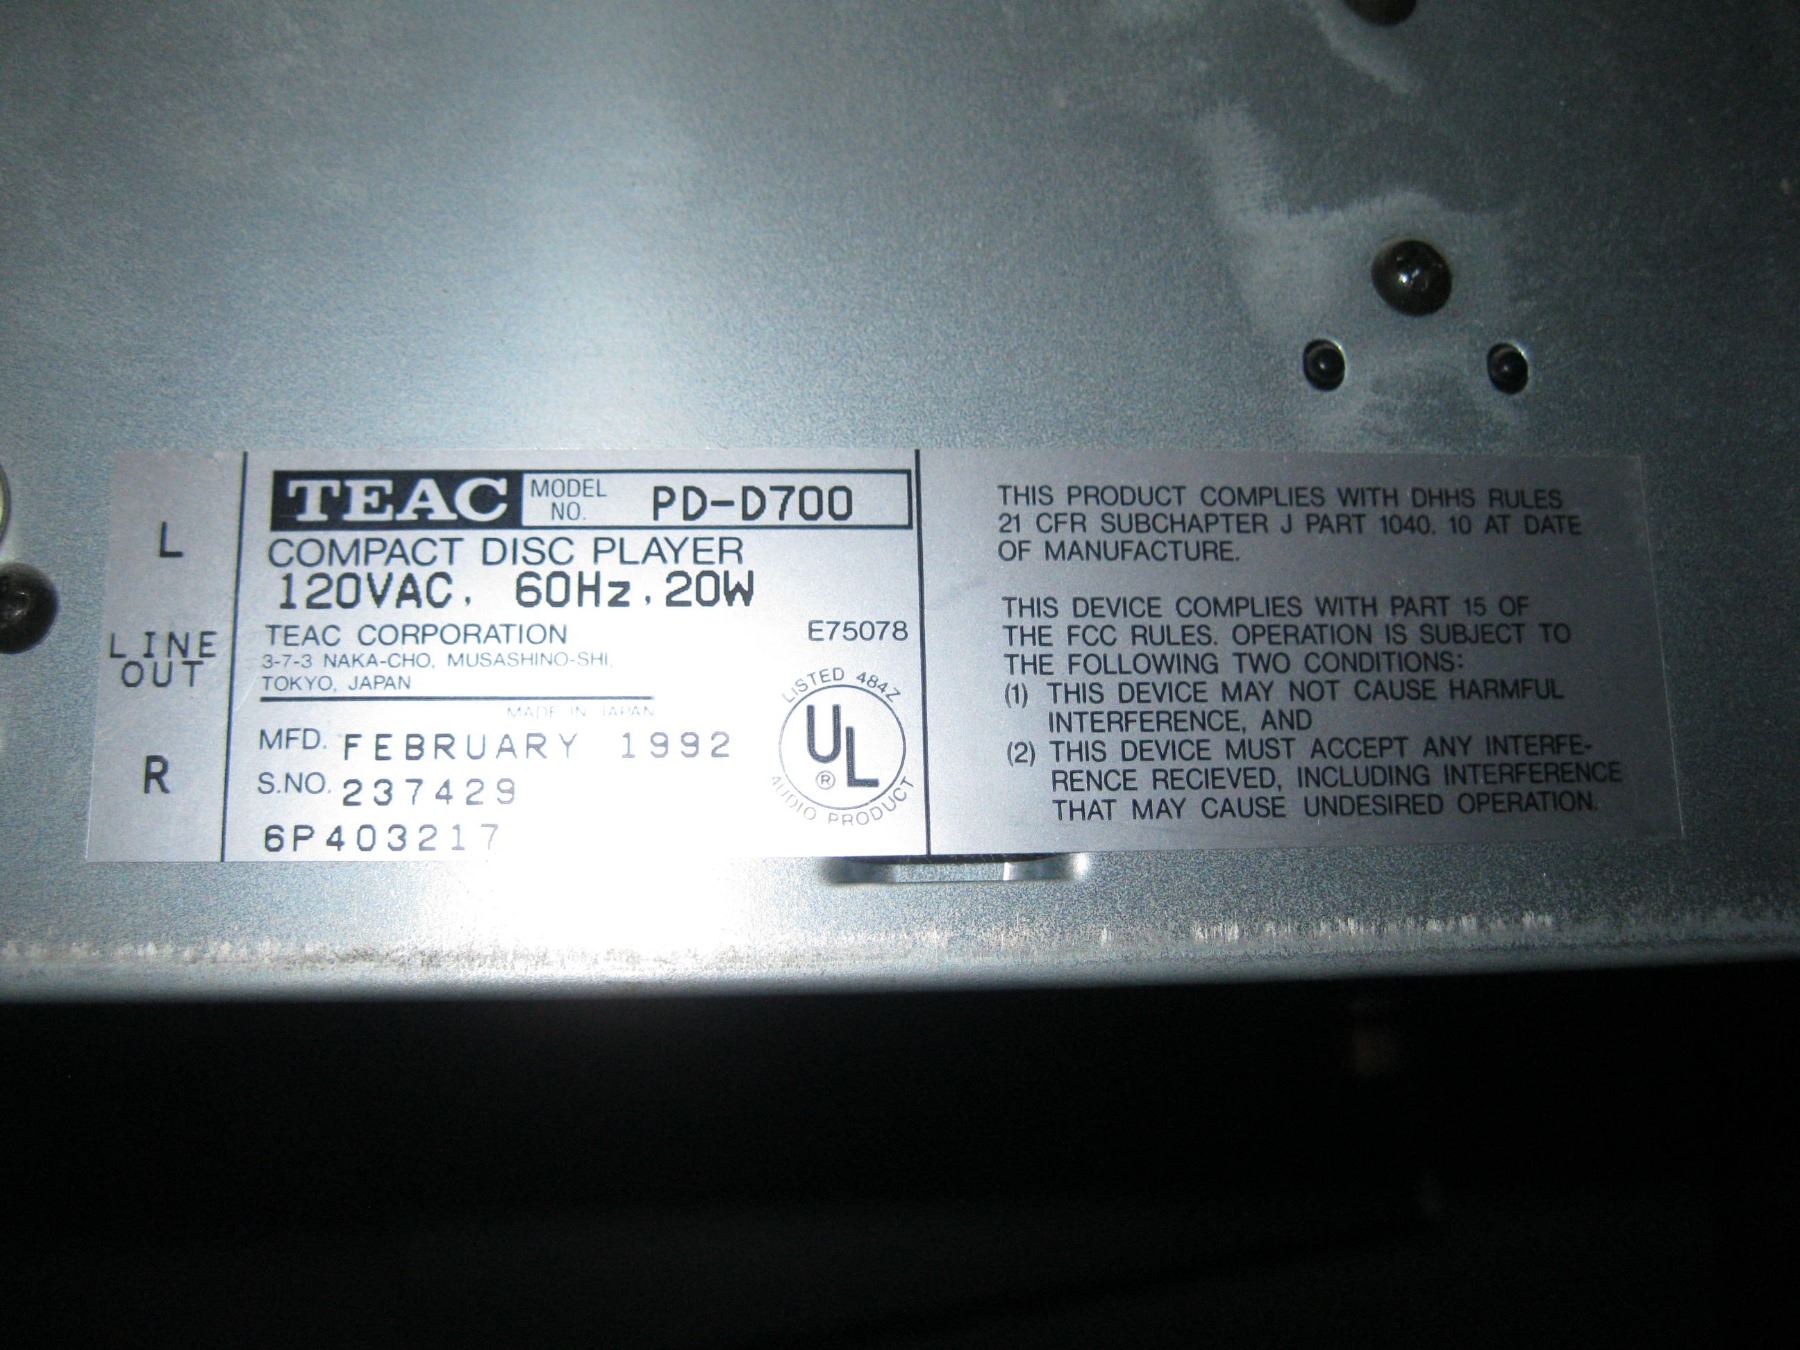 L
LINE
OUT
R
TEAC MODEL NO. PD-D700
COMPACT DISC PLAYER
120VAC, 60Hz, 20W
TEAC CORPORATION
3-7-3 NAKA-CHO, MUSASHINO-SHI,
TOKYO, JAPAN
MADE IN JAPAN
MFD. FEBRUARY 1992
S.NO. 237429
6P403217
E75078
LISTED 484Z
UL
®
AUDIO PRODUCT
THIS PRODUCT COMPLIES WITH DHHS RULES
21 CFR SUBCHAPTER J PART 1040. 10 AT DATE
OF MANUFACTURE.
THIS DEVICE COMPLIES WITH PART 15 OF
THE FCC RULES. OPERATION IS SUBJECT TO
THE FOLLOWING TWO CONDITIONS:
(1) THIS DEVICE MAY NOT CAUSE HARMFUL
INTERFERENCE, AND
(2) THIS DEVICE MUST ACCEPT ANY INTERFE-
RENCE RECIEVED, INCLUDING INTERFERENCE
THAT MAY CAUSE UNDESIRED OPERATION.